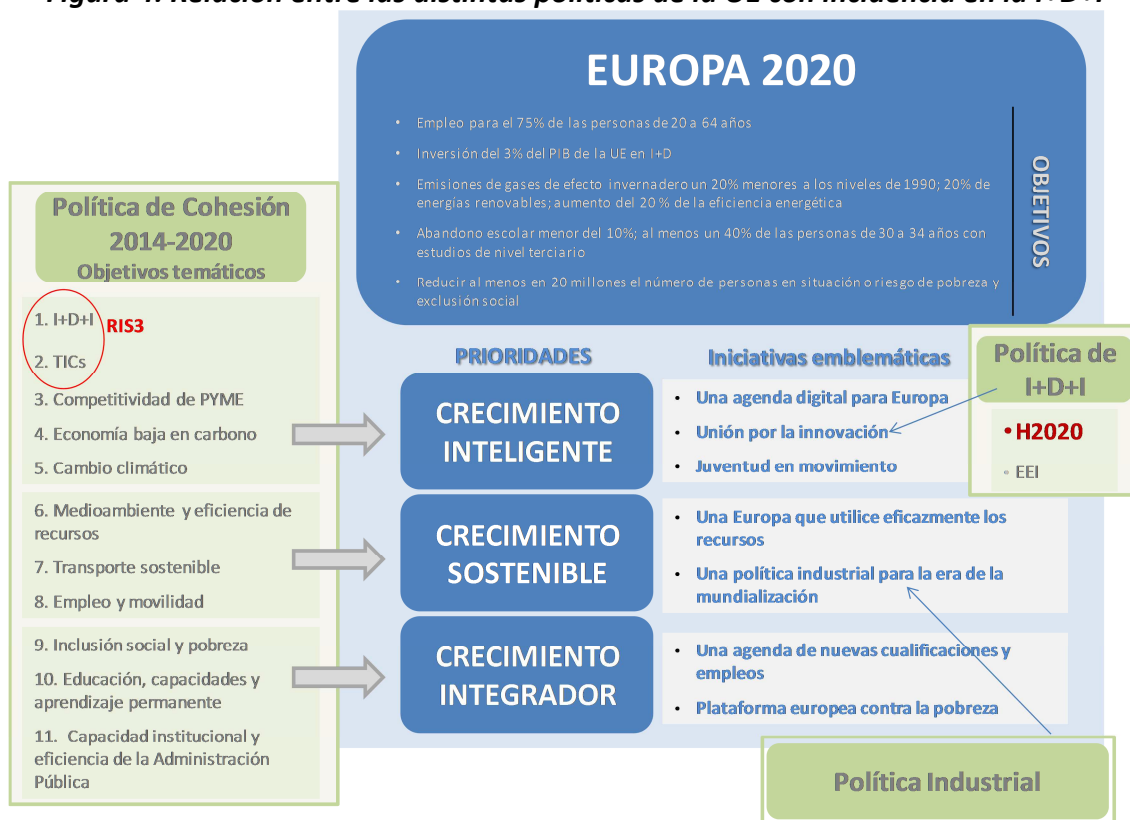 EUROPA 2020
• Empleo para el 75% de las personas de 20 a 64 años
• Inversión del 3% del PIB de la UE en I+D
• Emisiones de gases de efecto invernadero un 20% menores a los niveles de 1990; 20% de
energías renovables; aumento del 20 % de la eficiencia energética
• Abandono escolar menor del 10%; al menos un 40% de las personas de 30 a 34 años con
estudios de nivel terciario
• Reducir al menos en 20 millones el número de personas en situación o riesgo de pobreza y
exclusión social
OBJETIVOS
Política de Cohesión
2014-2020
Objetivos temáticos
1. I+D+I
RIS3
2. TICs
3. Competitividad de PYME
4. Economía baja en carbono
5. Cambio climático
6. Medioambiente y eficiencia de
recursos
7. Transporte sostenible
8. Empleo y movilidad
9. Inclusión social y pobreza
10. Educación, capacidades y
aprendizaje permanente
11. Capacidad institucional y
eficiencia de la Administración
Pública
PRIORIDADES
CRECIMIENTO
INTELIGENTE
CRECIMIENTO
SOSTENIBLE
CRECIMIENTO
INTEGRADOR
Iniciativas emblemáticas
• Una agenda digital para Europa
• Unión por la innovación
• Juventud en movimiento
• Una Europa que utilice eficazmente los
recursos
• Una política industrial para la era de la
mundialización
• Una agenda de nuevas cualificaciones y
empleos
• Plataforma europea contra la pobreza
Política de
I+D+I
• H2020
• EEI
Política Industrial